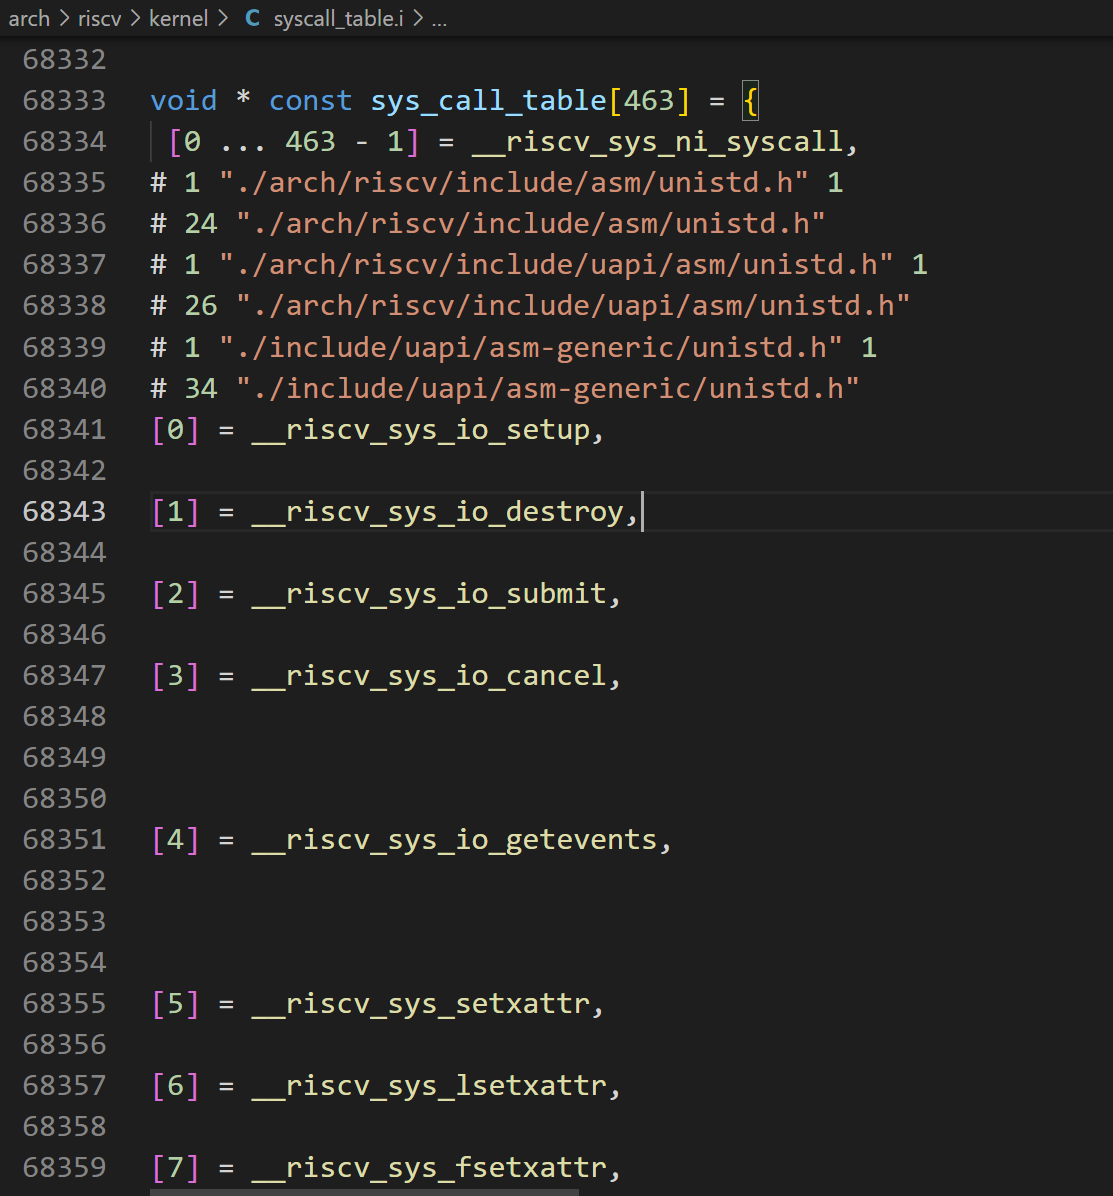 arch > riscv > kernel > C syscall_table.i > ...
68332
68333 void * const sys_call_table[463] = {
68334 [0 ... 463 - 1] = __riscv_sys_ni_syscall,
68335 # 1 "./arch/riscv/include/asm/unistd.h" 1
68336 # 24 "./arch/riscv/include/asm/unistd.h"
68337 # 1 "./arch/riscv/include/uapi/asm/unistd.h" 1
68338 # 26 "./arch/riscv/include/uapi/asm/unistd.h"
68339 # 1 "./include/uapi/asm-generic/unistd.h" 1
68340 # 34 "./include/uapi/asm-generic/unistd.h"
68341 [0] = __riscv_sys_io_setup,
68342
68343 [1] = __riscv_sys_io_destroy,
68344
68345 [2] = __riscv_sys_io_submit,
68346
68347 [3] = __riscv_sys_io_cancel,
68348
68349
68350
68351 [4] = __riscv_sys_io_getevents,
68352
68353
68354
68355 [5] = __riscv_sys_setxattr,
68356
68357 [6] = __riscv_sys_lsetxattr,
68358
68359 [7] = __riscv_sys_fsetxattr,